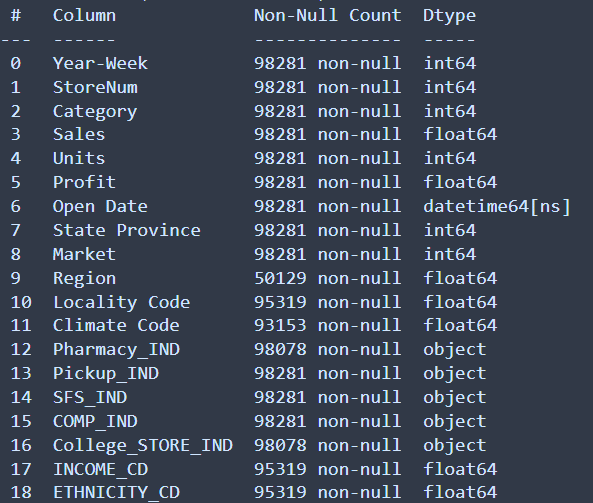 # Column Non-Null Count Dtype
--- ------ -------------- -----
0 Year-Week 98281 non-null int64
1 StoreNum 98281 non-null int64
2 Category 98281 non-null int64
3 Sales 98281 non-null float64
4 Units 98281 non-null int64
5 Profit 98281 non-null float64
6 Open Date 98281 non-null datetime64[ns]
7 State Province 98281 non-null int64
8 Market 98281 non-null int64
9 Region 50129 non-null float64
10 Locality Code 95319 non-null float64
11 Climate Code 93153 non-null float64
12 Pharmacy_IND 98078 non-null object
13 Pickup_IND 98281 non-null object
14 SFS_IND 98281 non-null object
15 COMP_IND 98281 non-null object
16 College_STORE_IND 98078 non-null object
17 INCOME_CD 95319 non-null float64
18 ETHNICITY_CD 95319 non-null float64